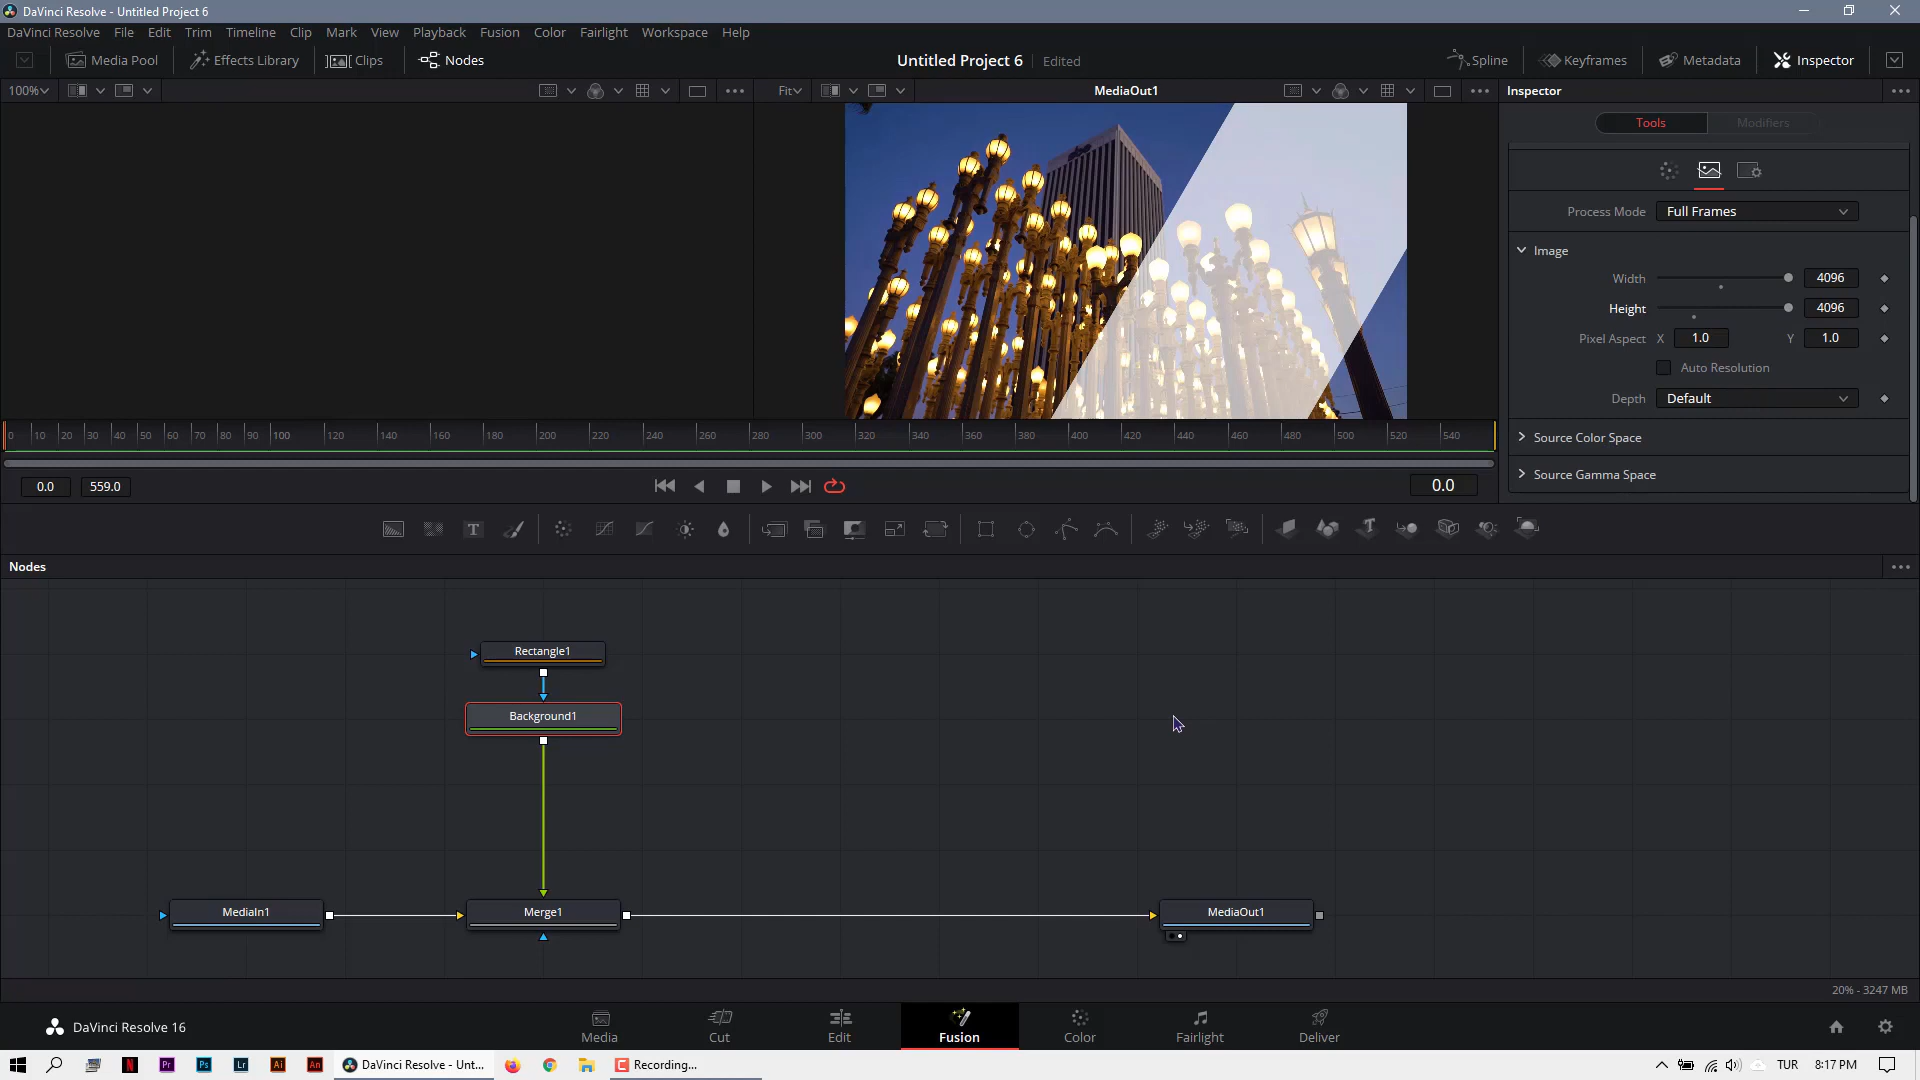 DaVinci Resolve - Untitled Project 6
DaVinci Resolve File Edit Trim Timeline Clip Mark View Playback Fusion Color Fairlight Workspace Help
Media Pool Effects Library Clips Nodes Untitled Project 6 Edited Spline Keyframes Metadata Inspector
100% Fit MediaOut1 Inspector
Tools Modifiers
Process Mode Full Frames
Image
Width 4096
Height 4096
Pixel Aspect X 1.0 Y 1.0
Auto Resolution
Depth Default
Source Color Space
Source Gamma Space
0 10 20 30 40 50 60 70 80 90 100 120 140 160 180 200 220 240 260 280 300 320 340 360 380 400 420 440 460 480 500 520 540
0.0 559.0 0.0
T
Nodes
Rectangle1
Background1
MediaIn1 Merge1 MediaOut1
20% - 3247 MB
DaVinci Resolve 16 Media Cut Edit Fusion Color Fairlight Deliver
N Pr Ps Lr Ai An DaVinci Resolve - Unt... C Recording... TUR 8:17 PM